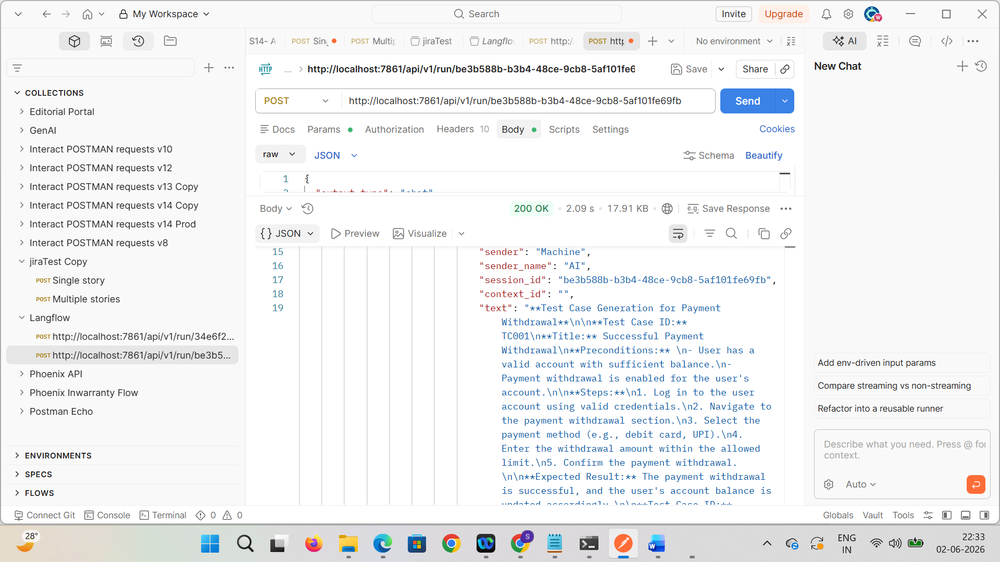 My Workspace
Search
Invite
Upgrade
W
S14- A
POST Sin
POST Multip
jiraTest
Langflo
POST http:/
POST http
No environment
AI
HTTP
... > http://localhost:7861/api/v1/run/be3b588b-b3b4-48ce-9cb8-5af101fe6
Save
Share
New Chat
COLLECTIONS
Editorial Portal
GenAI
Interact POSTMAN requests v10
Interact POSTMAN requests v12
Interact POSTMAN requests v13 Copy
Interact POSTMAN requests v14 Copy
Interact POSTMAN requests v14 Prod
Interact POSTMAN requests v8
jiraTest Copy
POST Single story
POST Multiple stories
Langflow
POST http://localhost:7861/api/v1/run/34e6f2...
POST http://localhost:7861/api/v1/run/be3b5...
Phoenix API
Phoenix Inwarranty Flow
Postman Echo
ENVIRONMENTS
SPECS
FLOWS
POST
http://localhost:7861/api/v1/run/be3b588b-b3b4-48ce-9cb8-5af101fe69fb
Send
Docs
Params
Authorization
Headers 10
Body
Scripts
Settings
Cookies
raw
JSON
Schema
Beautify
1 {
2 "output_type": "chat"
Body
200 OK
2.09 s
17.91 KB
e.g. Save Response
{} JSON
Preview
Visualize
15 "sender": "Machine",
16 "sender_name": "AI",
17 "session_id": "be3b588b-b3b4-48ce-9cb8-5af101fe69fb",
18 "context_id": "",
19 "text": "**Test Case Generation for Payment
Withdrawal**\n\n**Test Case ID:**
TC001\n**Title:** Successful Payment
Withdrawal\n**Preconditions:** \n- User has a
valid account with sufficient balance.\n-
Payment withdrawal is enabled for the user's
account.\n\n**Steps:**\n1. Log in to the user
account using valid credentials.\n2. Navigate to
the payment withdrawal section.\n3. Select the
payment method (e.g., debit card, UPI).\n4.
Enter the withdrawal amount within the allowed
limit.\n5. Confirm the payment withdrawal.
\n\n**Expected Result:** The payment withdrawal
is successful, and the user's account balance is
updated accordingly.\n\n**Test Case ID:**
Add env-driven input params
Compare streaming vs non-streaming
Refactor into a reusable runner
Describe what you need. Press @ for
context.
Auto
Connect Git
Console
Terminal
0
0
Globals
Vault
Tools
28°
S
W
ENG
IN
22:33
02-06-2026